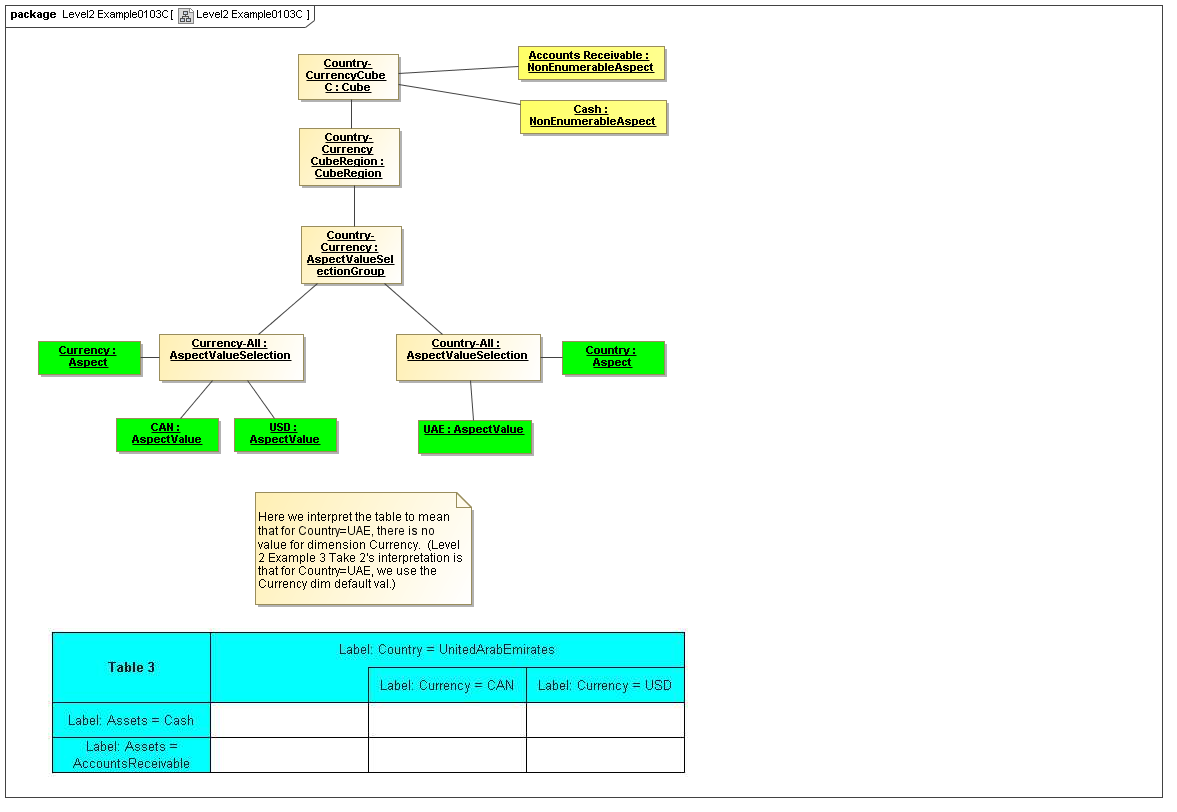 package Level2 Example0103C[ Level2 Example0103C ]
Country-
CurrencyCube
C : Cube
Accounts Receivable :
NonEnumerableAspect
Cash :
NonEnumerableAspect
Country-
Currency
CubeRegion :
CubeRegion
Country-
Currency :
AspectValueSel
ectionGroup
Currency :
Aspect
Currency-All :
AspectValueSelection
Country-All :
AspectValueSelection
Country :
Aspect
CAN :
AspectValue
USD :
AspectValue
UAE : AspectValue
Here we interpret the table to mean
that for Country=UAE, there is no
value for dimension Currency. (Level
2 Example 3 Take 2's interpretation is
that for Country=UAE, we use the
Currency dim default val.)
Table 3
Label: Country = UnitedArabEmirates
Label: Currency = CAN
Label: Currency = USD
Label: Assets = Cash
Label: Assets =
AccountsReceivable